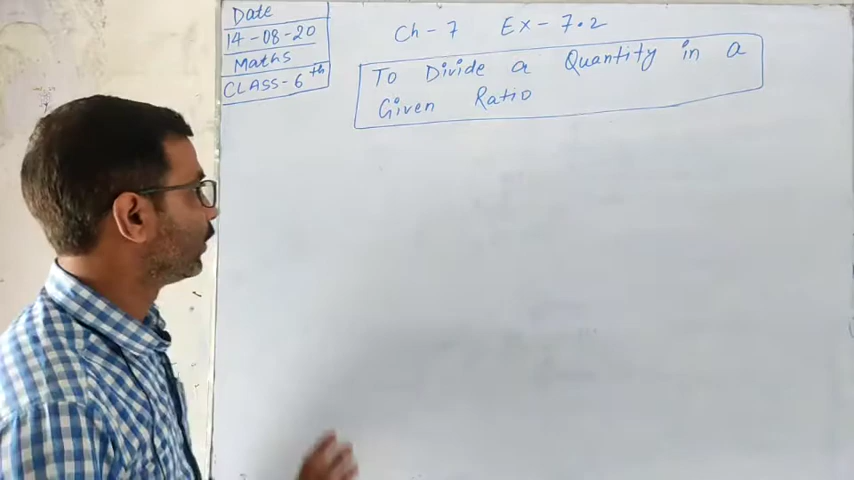 Date
14-08-20
Maths
CLASS-6th
Ch-7 Ex-7.2
To Divide a Quantity in a
Given Ratio